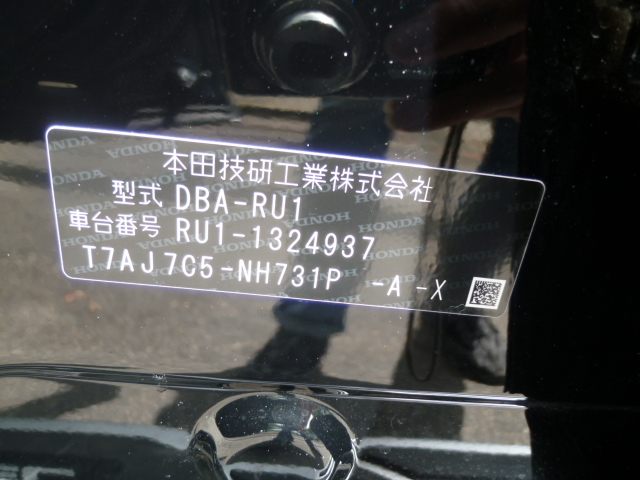 本田技研工業株式会社
型式 DBA-RU1
車台番号 RU1-1324937
T7AJ7C5-NH731P -A-X